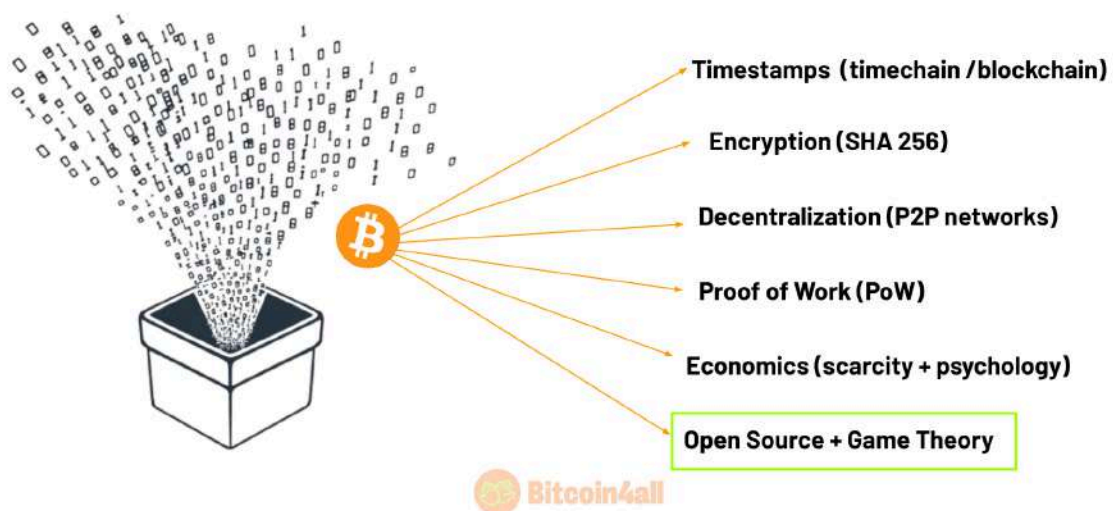 Timestamps (timechain /blockchain)
Encryption (SHA 256)
Decentralization (P2P networks)
Proof of Work (PoW)
Economics (scarcity + psychology)
Open Source + Game Theory
Bitcoin4all